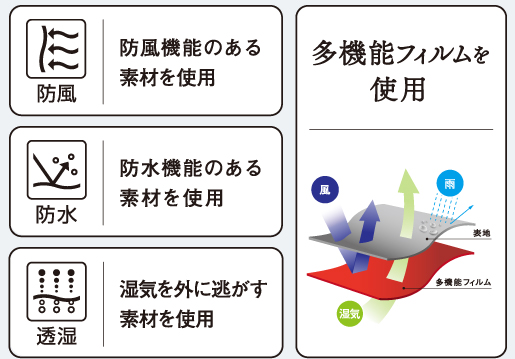 防風
防風機能のある
素材を使用
防水
防水機能のある
素材を使用
透湿
湿気を外に逃がす
素材を使用
多機能フィルムを
使用
風
雨
表地
多機能フィルム
湿気